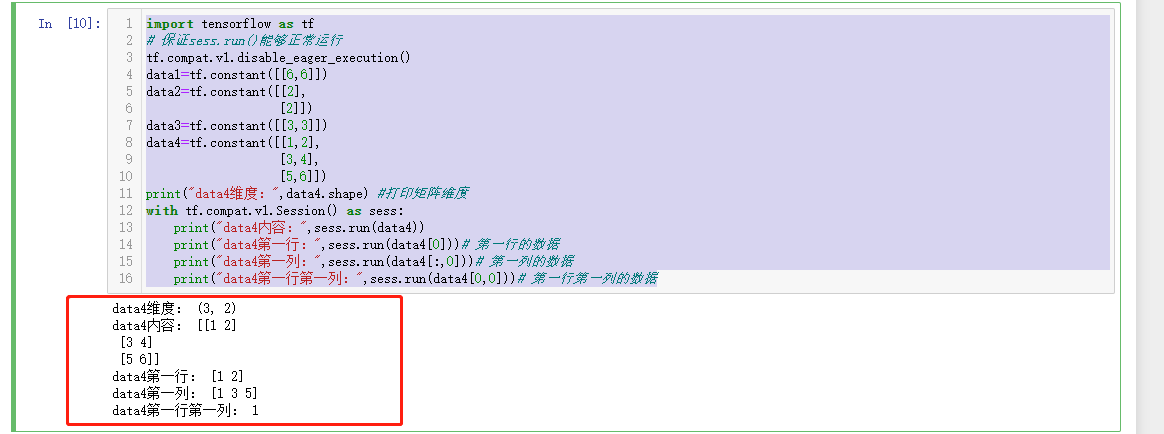 In [10]:
1 import tensorflow as tf
2 # 保证sess.run()能够正常运行
3 tf.compat.v1.disable_eager_execution()
4 data1=tf.constant([[6,6]])
5 data2=tf.constant([[2],
6                    [2]])
7 data3=tf.constant([[3,3]])
8 data4=tf.constant([[1,2],
9                    [3,4],
10                    [5,6]])
11 print("data4维度：",data4.shape) #打印矩阵维度
12 with tf.compat.v1.Session() as sess:
13     print("data4内容：",sess.run(data4))
14     print("data4第一行：",sess.run(data4[0]))# 第一行的数据
15     print("data4第一列：",sess.run(data4[:,0]))# 第一列的数据
16     print("data4第一行第一列：",sess.run(data4[0,0]))# 第一行第一列的数据
data4维度： (3, 2)
data4内容： [[1 2]
 [3 4]
 [5 6]]
data4第一行： [1 2]
data4第一列： [1 3 5]
data4第一行第一列： 1